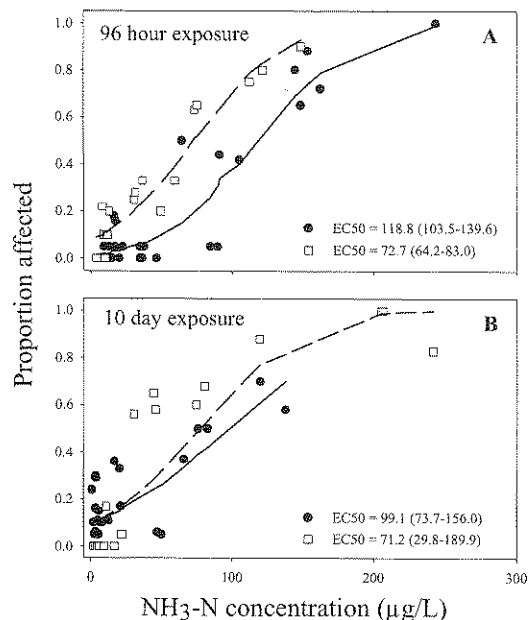 96 hour exposure
A
1.0
0.8
0.6
0.4
0.2
0.0
EC50 = 118.8 (103.5-139.6)
EC50 = 72.7 (64.2-83.0)
Proportion affected
10 day exposure
B
1.0
0.8
0.6
0.4
0.2
0.0
EC50 = 99.1 (73.7-156.0)
EC50 = 71.2 (29.8-189.9)
0
100
200
300
NH3-N concentration (µg/L)